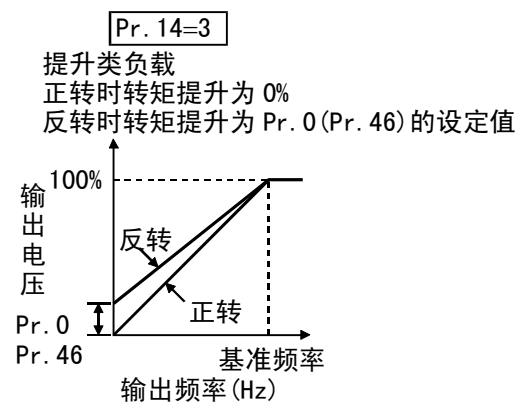 Pr.14=3
提升类负载
正转时转矩提升为0%
反转时转矩提升为Pr.0(Pr.46)的设定值
100%
输出电压
反转
正转
Pr.0
Pr.46
基准频率
输出频率(Hz)